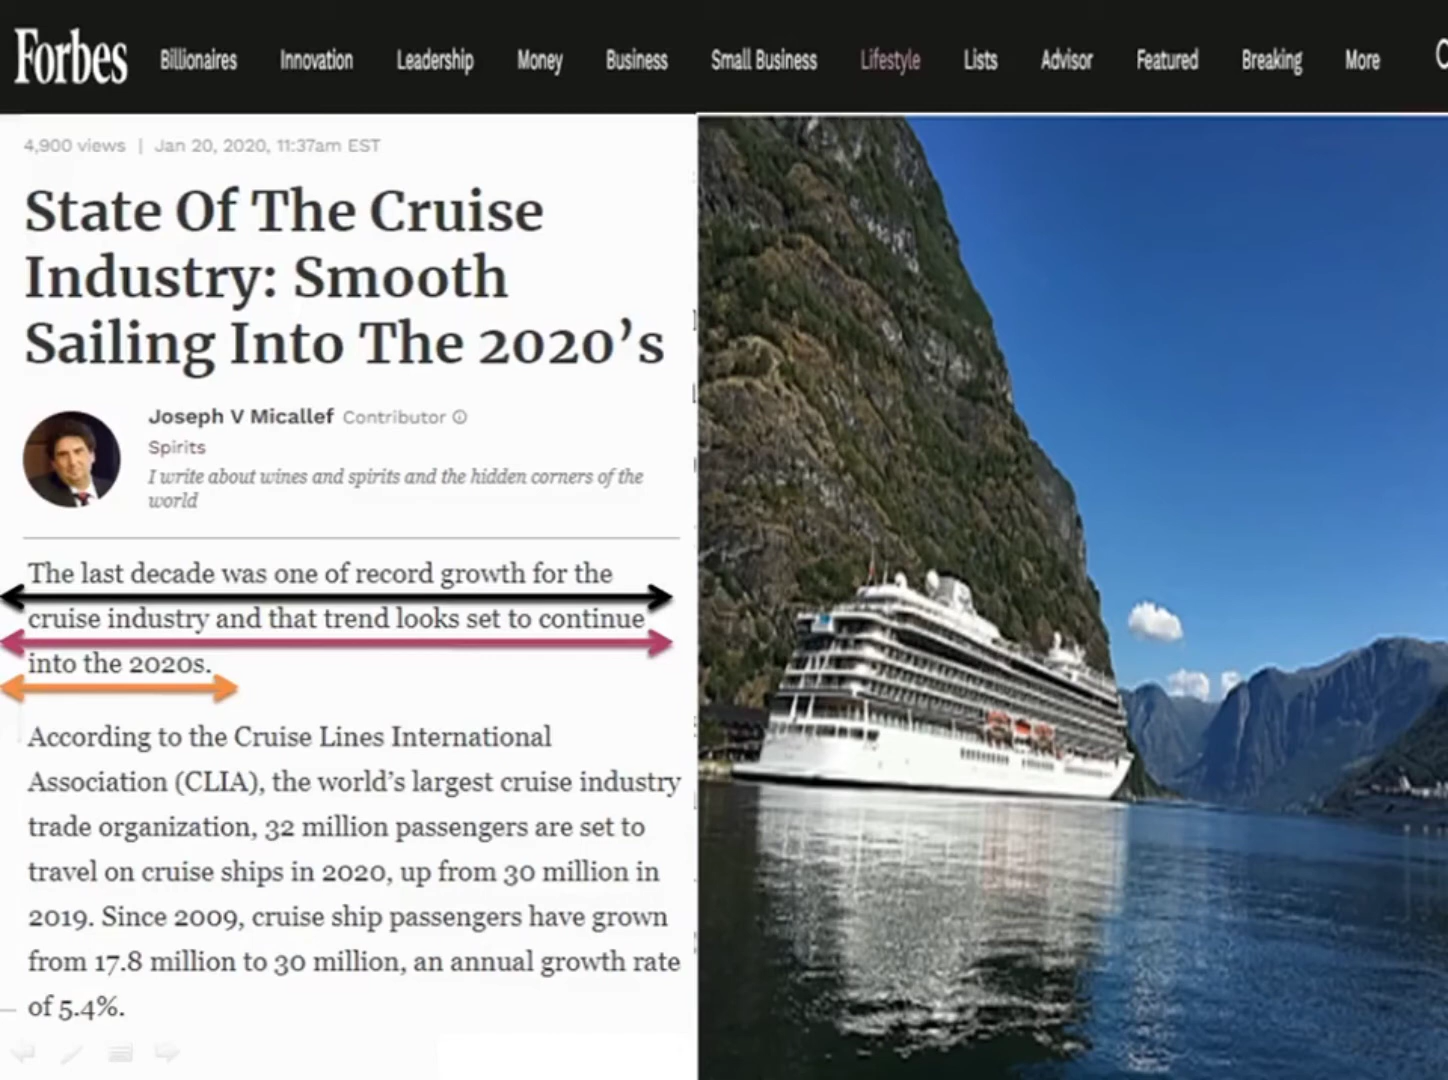 Forbes Billionaires Innovation Leadership Money Business Small Business Lifestyle Lists Advisor Featured Breaking More
4,900 views | Jan 20, 2020, 11:37am EST
State Of The Cruise
Industry: Smooth
Sailing Into The 2020's
Joseph V Micallef Contributor
Spirits
I write about wines and spirits and the hidden corners of the
world
The last decade was one of record growth for the
cruise industry and that trend looks set to continue
into the 2020s.
According to the Cruise Lines International
Association (CLIA), the world's largest cruise industry
trade organization, 32 million passengers are set to
travel on cruise ships in 2020, up from 30 million in
2019. Since 2009, cruise ship passengers have grown
from 17.8 million to 30 million, an annual growth rate
of 5.4%.